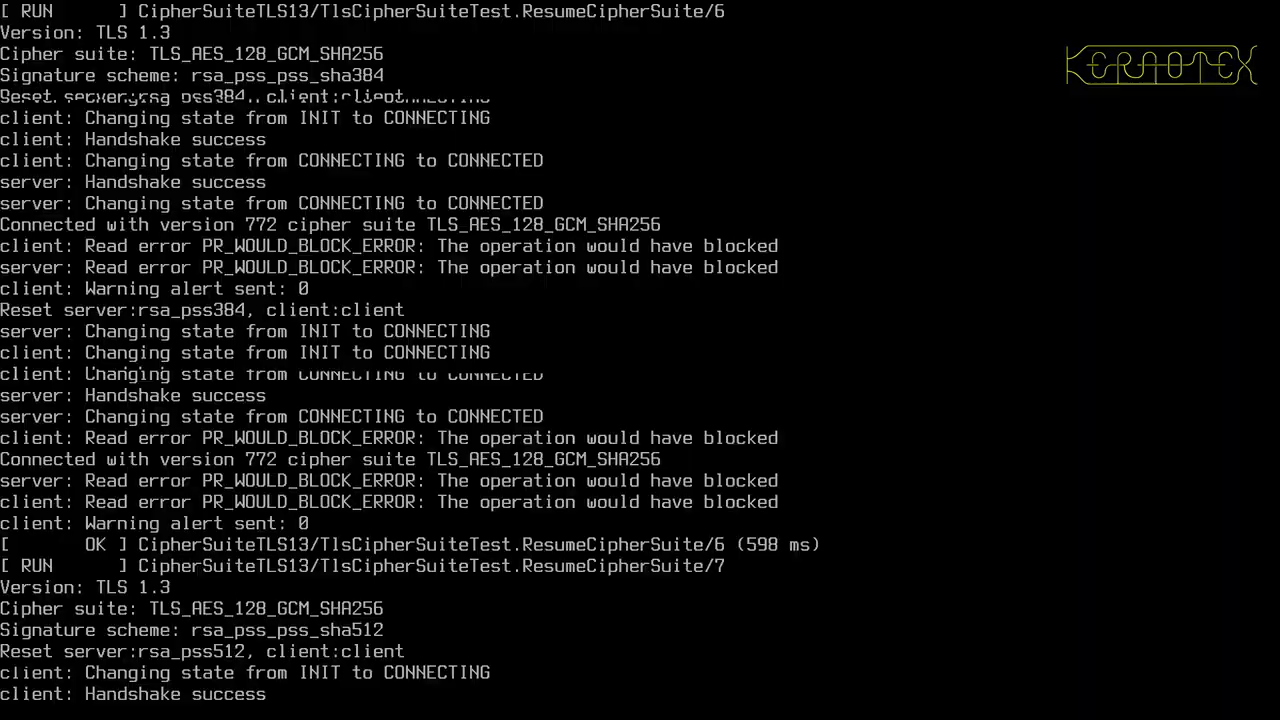 [ RUN      ] CipherSuiteTLS13/TlsCipherSuiteTest.ResumeCipherSuite/6
Version: TLS 1.3
Cipher suite: TLS_AES_128_GCM_SHA256
Signature scheme: rsa_pss_pss_sha384
Reset server:rsa_pss384, client:client
client: Changing state from INIT to CONNECTING
client: Handshake success
client: Changing state from CONNECTING to CONNECTED
server: Handshake success
server: Changing state from CONNECTING to CONNECTED
Connected with version 772 cipher suite TLS_AES_128_GCM_SHA256
client: Read error PR_WOULD_BLOCK_ERROR: The operation would have blocked
server: Read error PR_WOULD_BLOCK_ERROR: The operation would have blocked
client: Warning alert sent: 0
Reset server:rsa_pss384, client:client
server: Changing state from INIT to CONNECTING
client: Changing state from INIT to CONNECTING
client: Changing state from CONNECTING to CONNECTED
server: Handshake success
server: Changing state from CONNECTING to CONNECTED
client: Read error PR_WOULD_BLOCK_ERROR: The operation would have blocked
Connected with version 772 cipher suite TLS_AES_128_GCM_SHA256
server: Read error PR_WOULD_BLOCK_ERROR: The operation would have blocked
client: Read error PR_WOULD_BLOCK_ERROR: The operation would have blocked
client: Warning alert sent: 0
[       OK ] CipherSuiteTLS13/TlsCipherSuiteTest.ResumeCipherSuite/6 (598 ms)
[ RUN      ] CipherSuiteTLS13/TlsCipherSuiteTest.ResumeCipherSuite/7
Version: TLS 1.3
Cipher suite: TLS_AES_128_GCM_SHA256
Signature scheme: rsa_pss_pss_sha512
Reset server:rsa_pss512, client:client
client: Changing state from INIT to CONNECTING
client: Handshake success